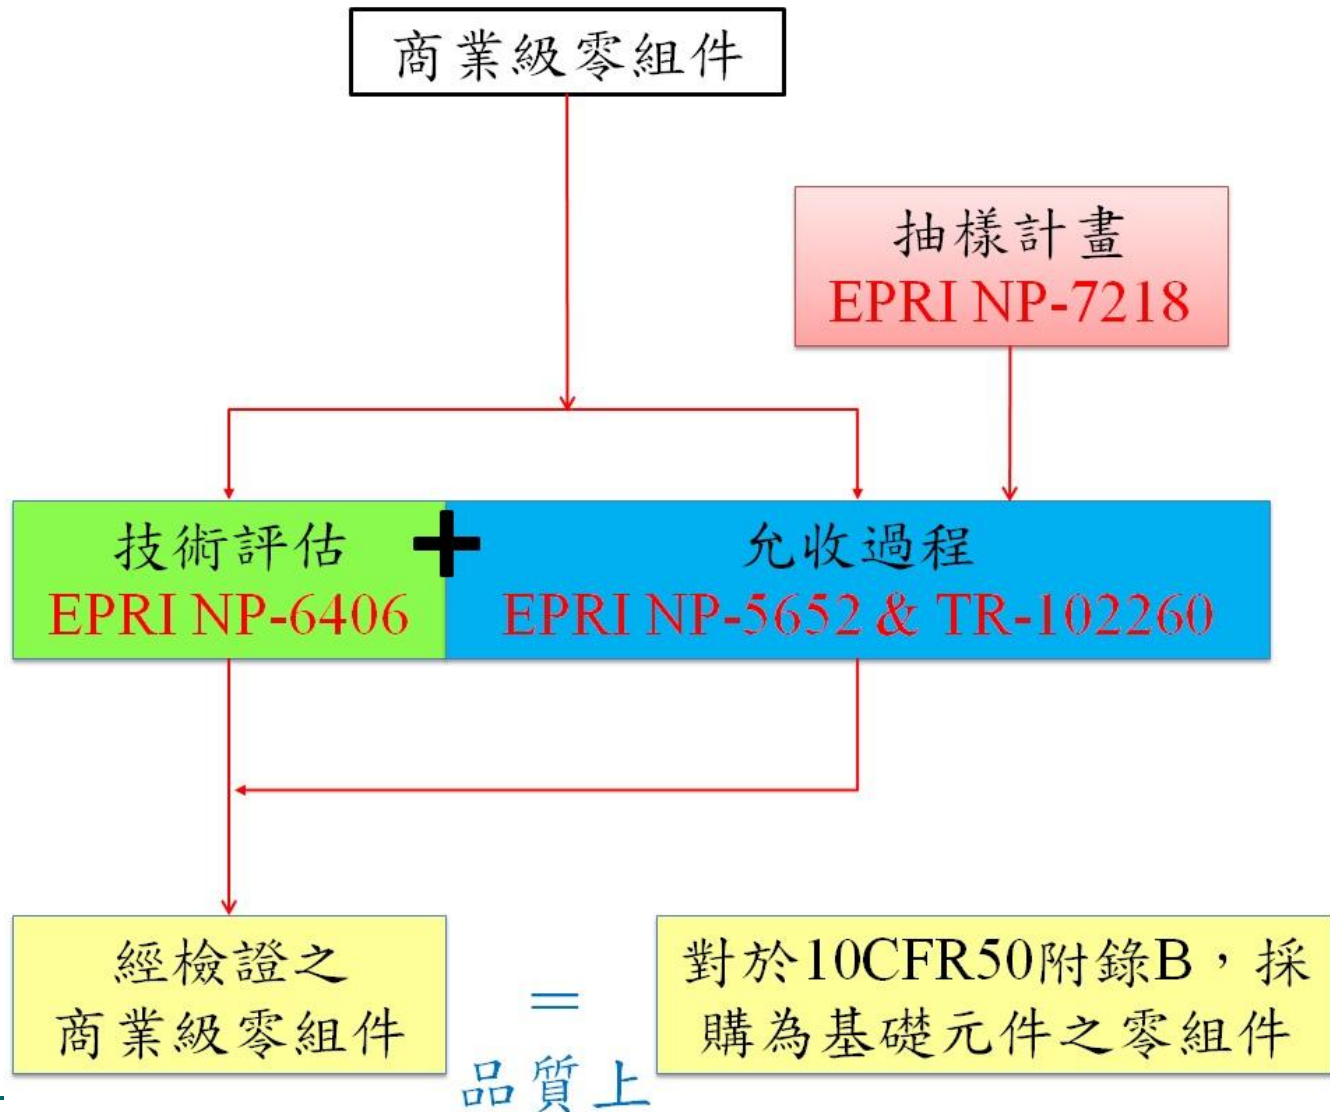 商業級零組件
抽樣計畫
EPRI NP-7218
技術評估
EPRI NP-6406
+
允收過程
EPRI NP-5652 & TR-102260
經檢證之
商業級零組件
=
品質上
對於10CFR50附錄B，採
購為基礎元件之零組件